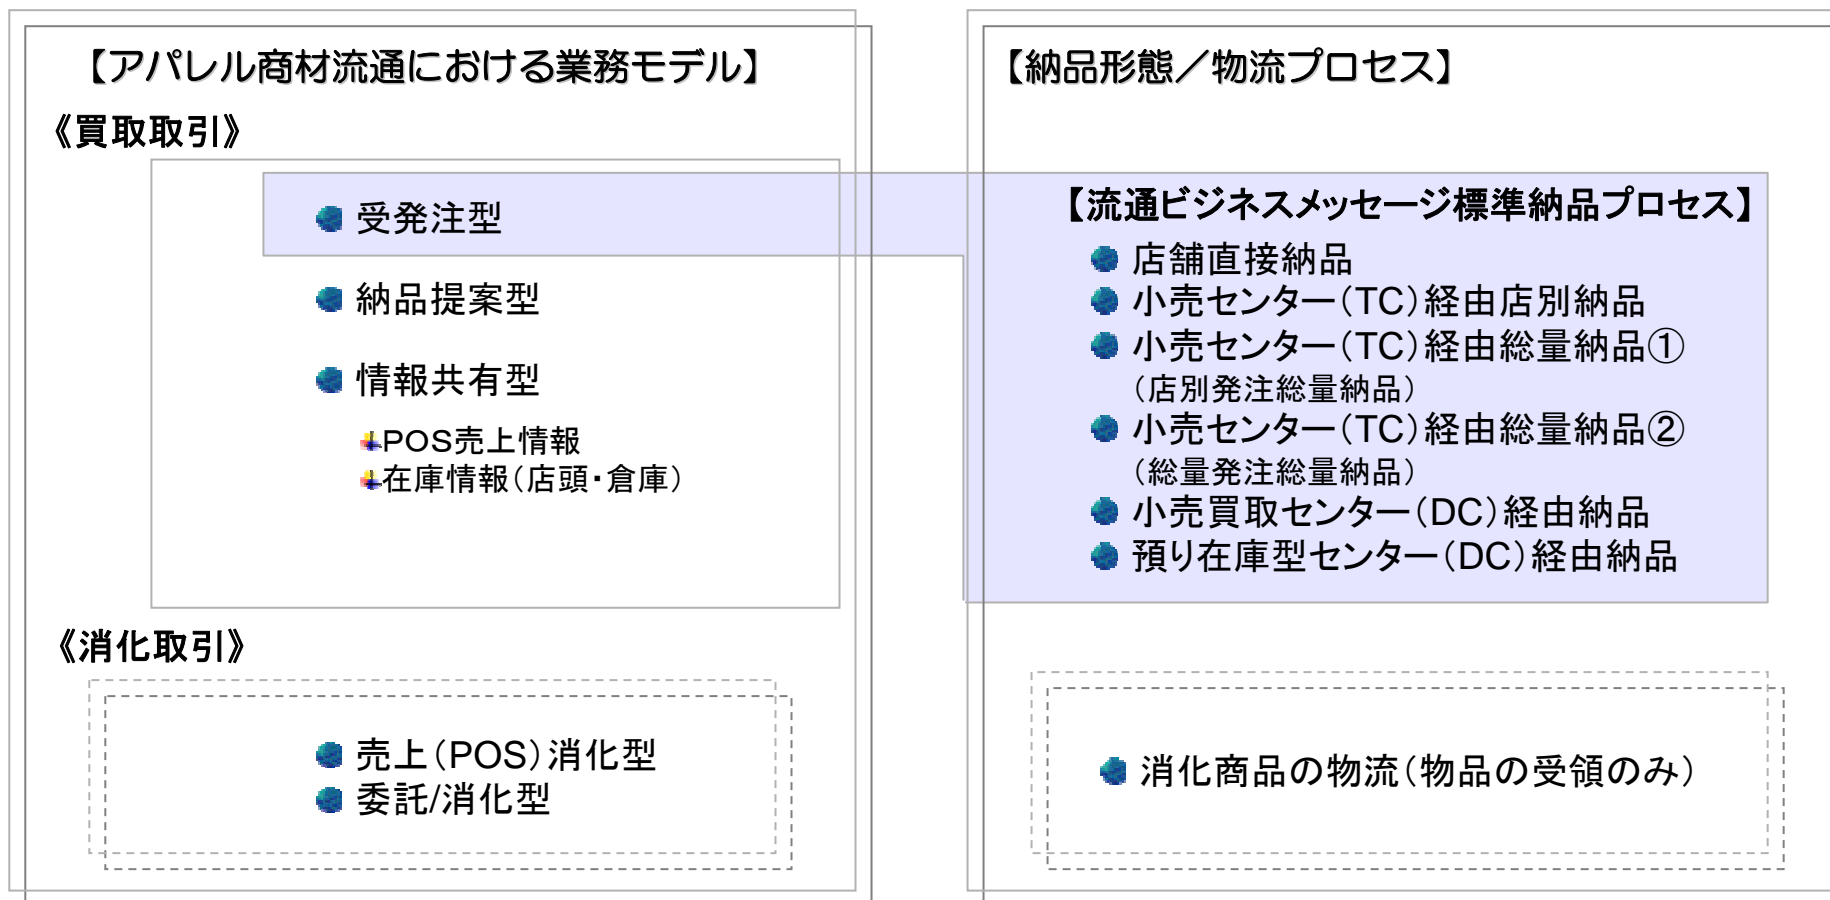 【アパレル商材流通における業務モデル】
《買取取引》
受発注型
納品提案型
情報共有型
POS売上情報
在庫情報（店頭・倉庫）
《消化取引》
売上（POS）消化型
委託/消化型
【納品形態／物流プロセス】
【流通ビジネスメッセージ標準納品プロセス】
店舗直接納品
小売センター（TC）経由店別納品
小売センター（TC）経由総量納品①
（店別発注総量納品）
小売センター（TC）経由総量納品②
（総量発注総量納品）
小売買取センター（DC）経由納品
預り在庫型センター（DC）経由納品
消化商品の物流（物品の受領のみ）